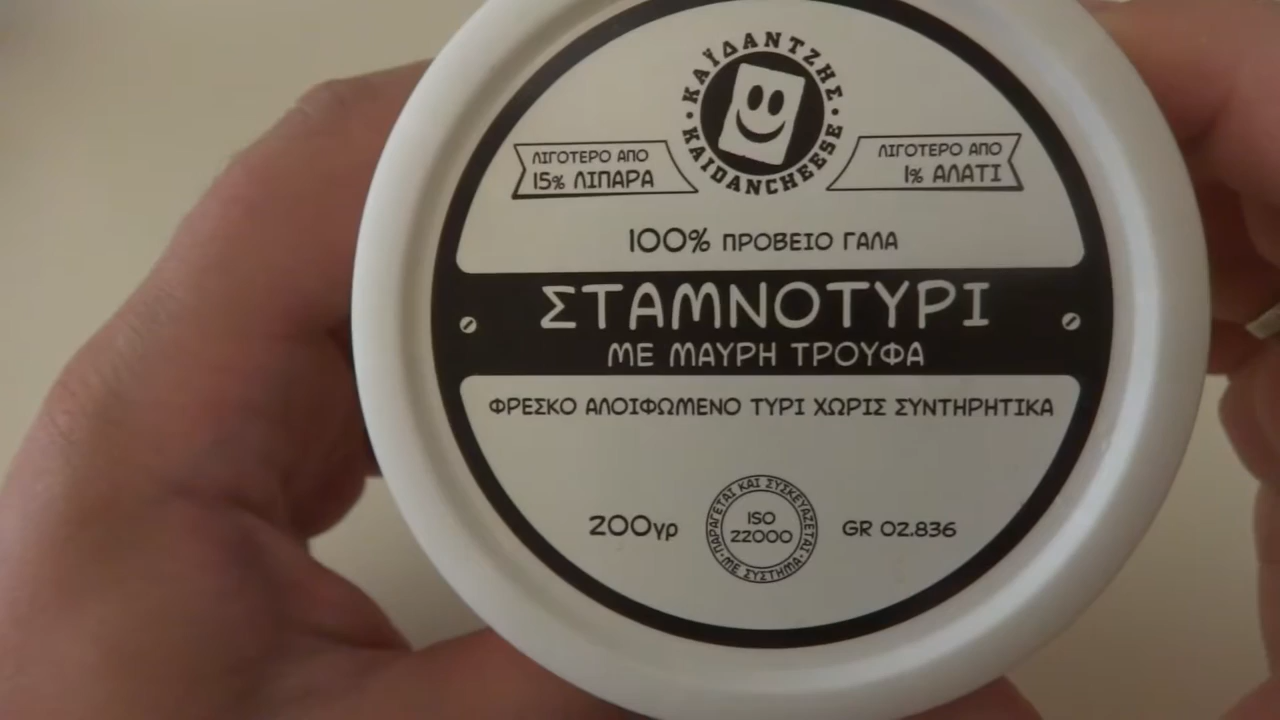 ΚΑΪΔΑΝΤΖΗΣ
KAIDANCHEESE
ΛΙΓΟΤΕΡΟ ΑΠΟ
15% ΛΙΠΑΡΑ
ΛΙΓΟΤΕΡΟ ΑΠΟ
1% ΑΛΑΤΙ
100% ΠΡΟΒΕΙΟ ΓΑΛΑ
ΣΤΑΜΝΟΤΥΡΙ
ΜΕ ΜΑΥΡΗ ΤΡΟΥΦΑ
ΦΡΕΣΚΟ ΑΛΟΙΦΩΜΕΝΟ ΤΥΡΙ ΧΩΡΙΣ ΣΥΝΤΗΡΗΤΙΚΑ
200γρ
ΠΑΡΑΓΕΤΑΙ ΚΑΙ ΣΥΣΚΕΥΑΖΕΤΑΙ
ΜΕ ΣΥΣΤΗΜΑ
ISO
22000
GR 02.836